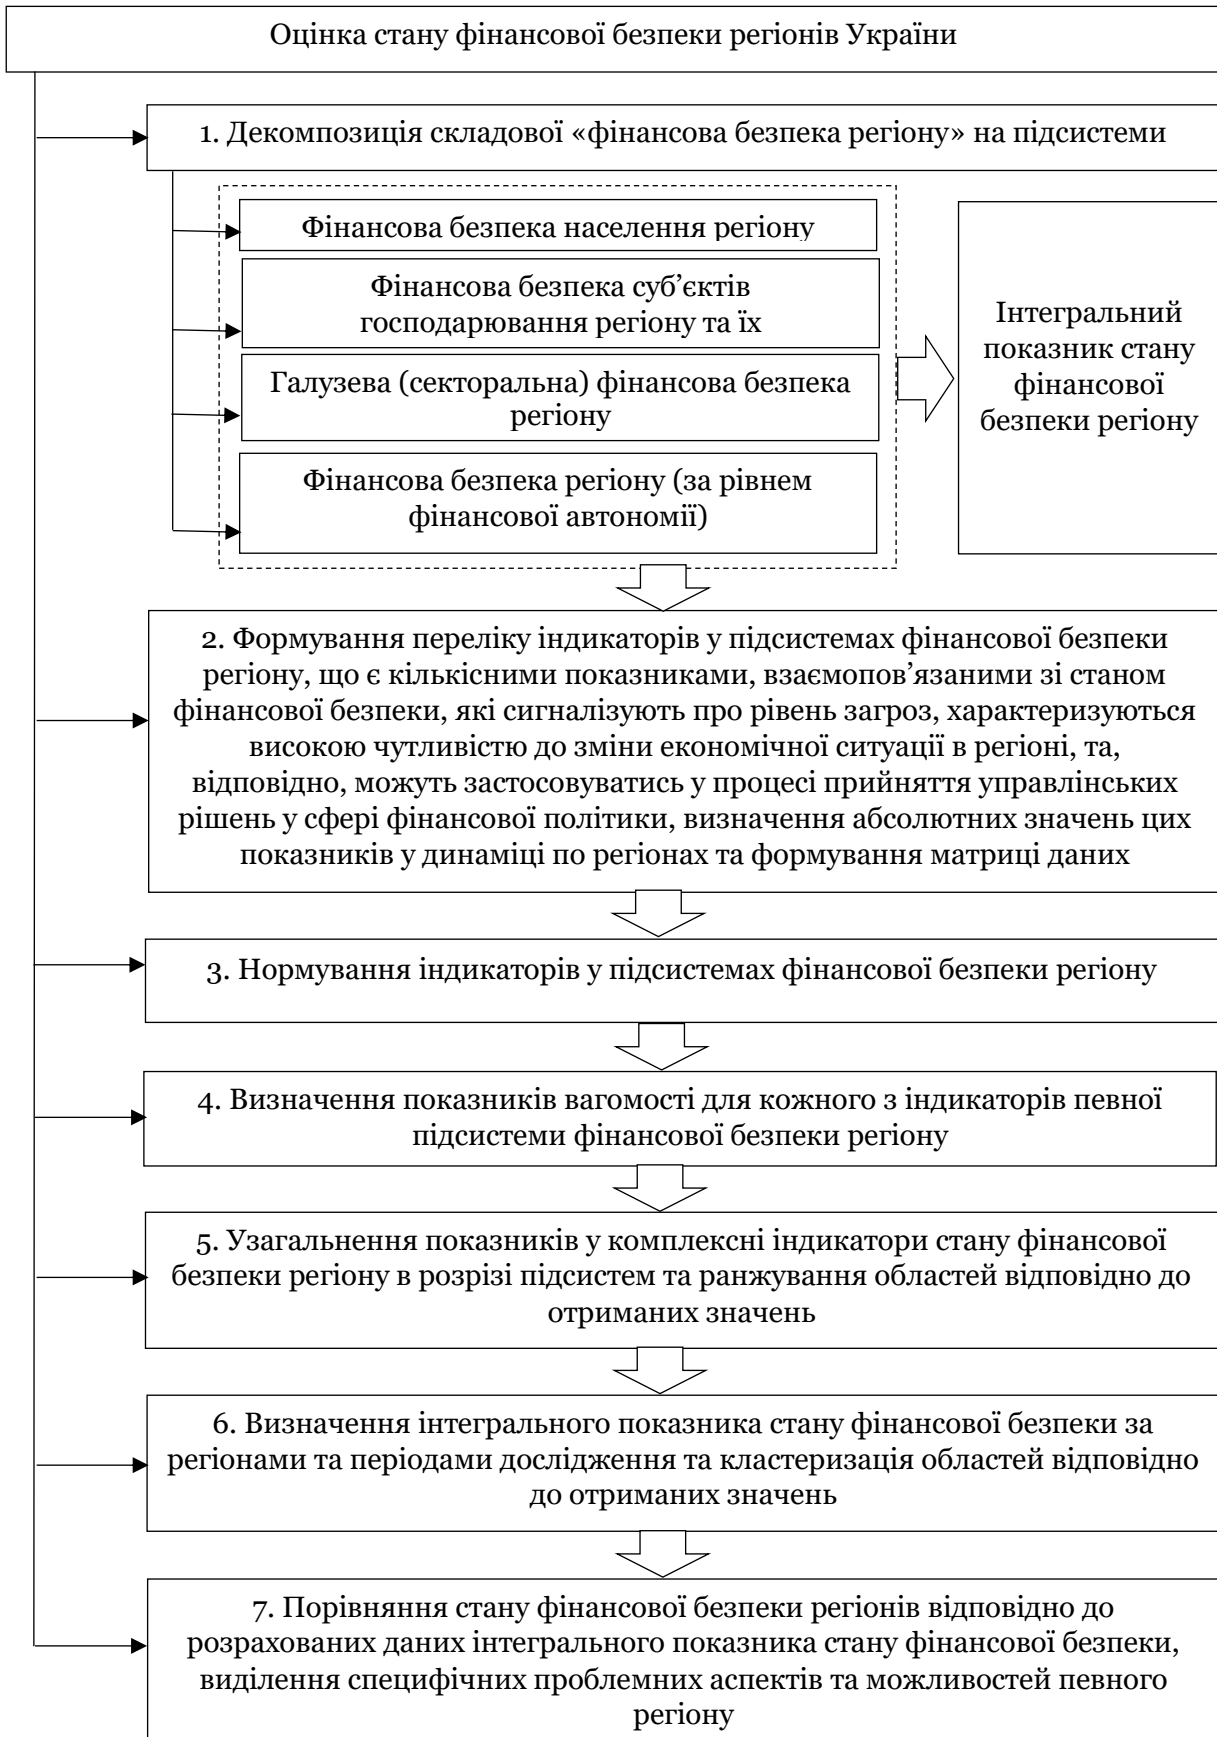 Оцінка стану фінансової безпеки регіонів України
1. Декомпозиція складової «фінансова безпека регіону» на підсистеми
Фінансова безпека населення регіону
Фінансова безпека суб’єктів
господарювання регіону та їх
Галузева (секторальна) фінансова безпека
регіону
Фінансова безпека регіону (за рівнем
фінансової автономії)
Інтегральний
показник стану
фінансової
безпеки регіону
2. Формування переліку індикаторів у підсистемах фінансової безпеки
регіону, що є кількісними показниками, взаємопов’язаними зі станом
фінансової безпеки, які сигналізують про рівень загроз, характеризуються
високою чутливістю до зміни економічної ситуації в регіоні, та,
відповідно, можуть застосовуватись у процесі прийняття управлінських
рішень у сфері фінансової політики, визначення абсолютних значень цих
показників у динаміці по регіонах та формування матриці даних
3. Нормування індикаторів у підсистемах фінансової безпеки регіону
4. Визначення показників вагомості для кожного з індикаторів певної
підсистеми фінансової безпеки регіону
5. Узагальнення показників у комплексні індикатори стану фінансової
безпеки регіону в розрізі підсистем та ранжування областей відповідно до
отриманих значень
6. Визначення інтегрального показника стану фінансової безпеки за
регіонами та періодами дослідження та кластеризація областей відповідно
до отриманих значень
7. Порівняння стану фінансової безпеки регіонів відповідно до
розрахованих даних інтегрального показника стану фінансової безпеки,
виділення специфічних проблемних аспектів та можливостей певного
регіону